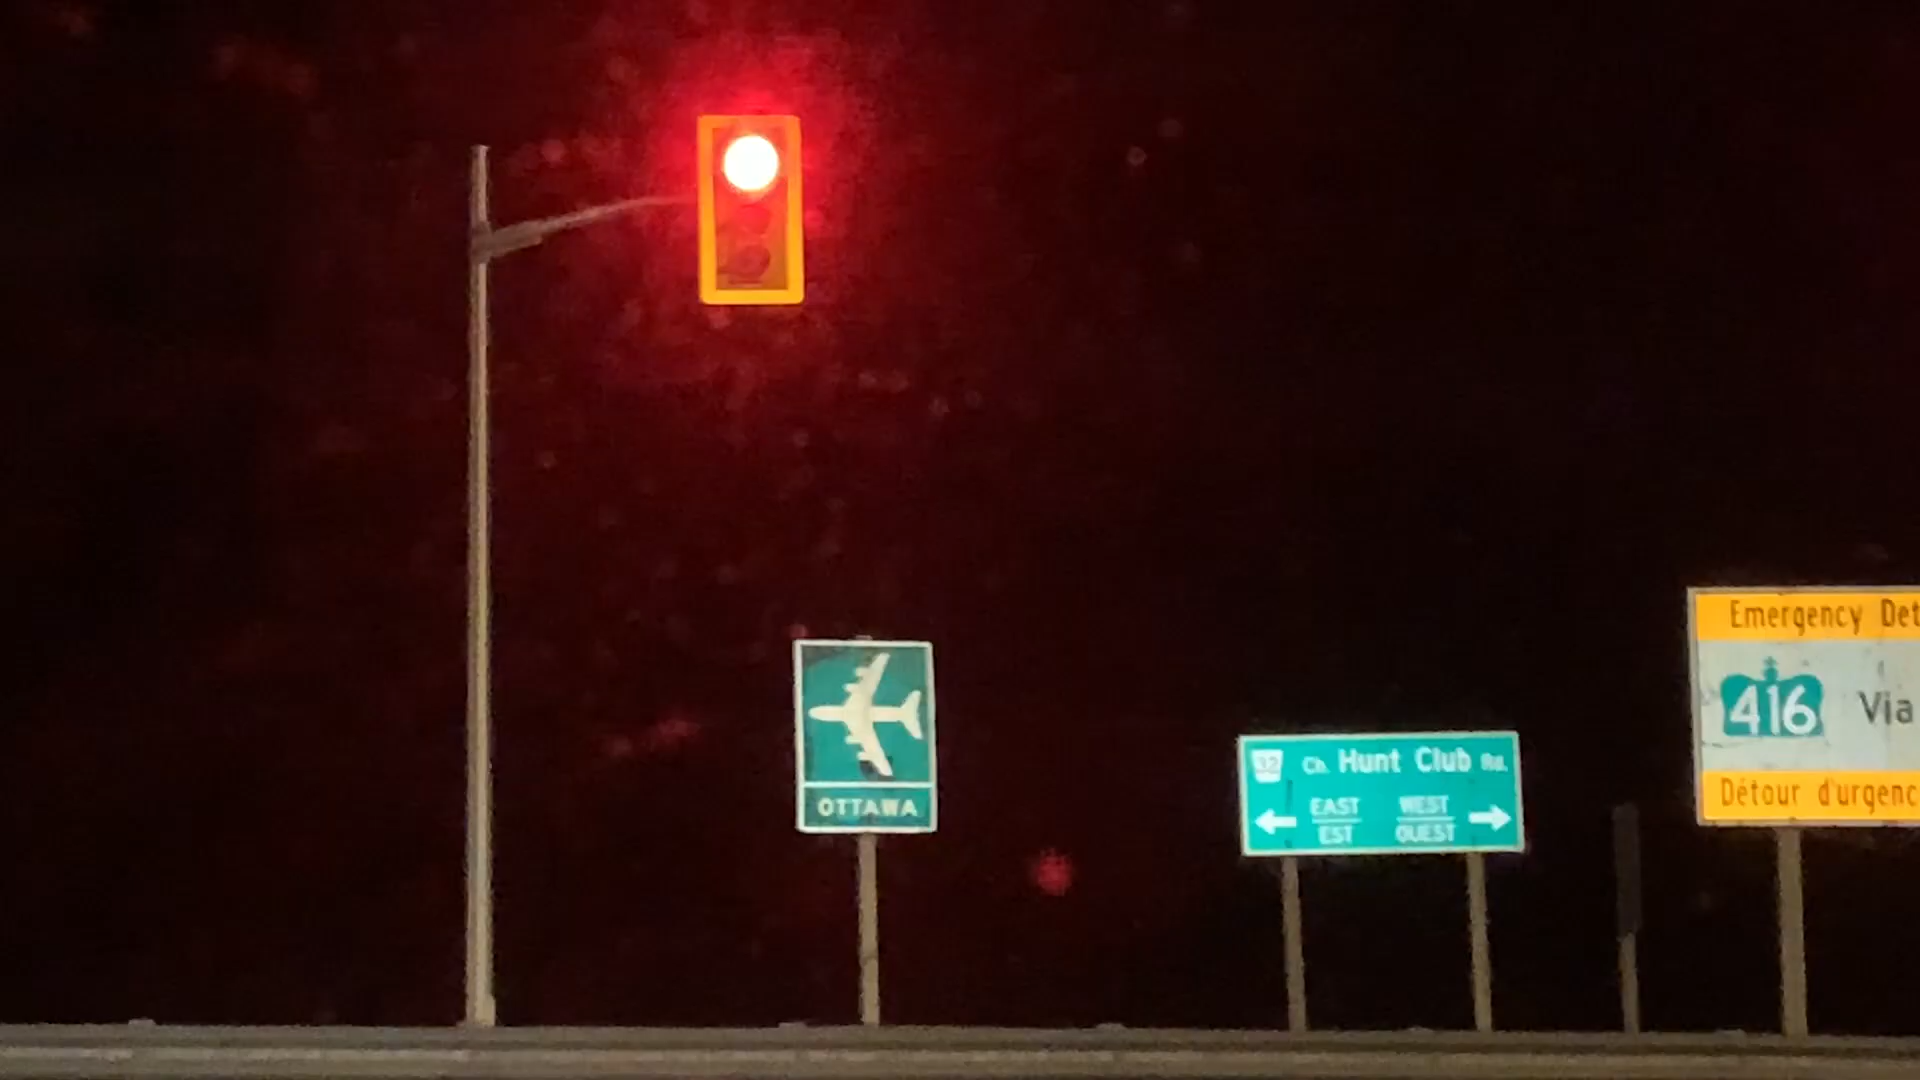 OTTAWA
32 Ch. Hunt Club Rd.
EAST WEST
EST OUEST
Emergency Det
416 Via
Détour d'urgenc